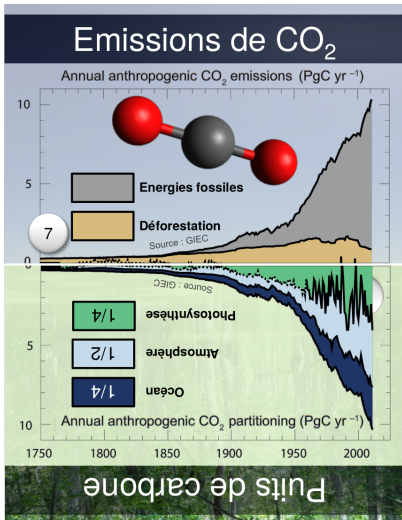 Emissions de CO₂
Annual anthropogenic CO₂ emissions (PgC yr ⁻¹)
10
5
0
Energies fossiles
Déforestation
Source : GIEC
7
0
5
10
Source : GIEC
1/4 Photosynthèse
1/2 Atmosphère
1/4 Océan
Annual anthropogenic CO₂ partitioning (PgC yr ⁻¹)
1750 1800 1850 1900 1950 2000
Puits de carbone